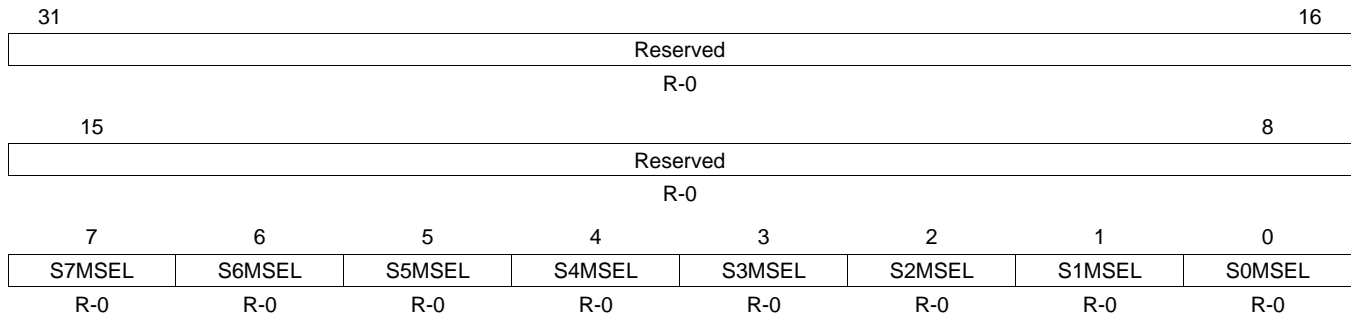 31 16
Reserved
R-0
15 8
Reserved
R-0
7 6 5 4 3 2 1 0
S7MSEL S6MSEL S5MSEL S4MSEL S3MSEL S2MSEL S1MSEL S0MSEL
R-0 R-0 R-0 R-0 R-0 R-0 R-0 R-0